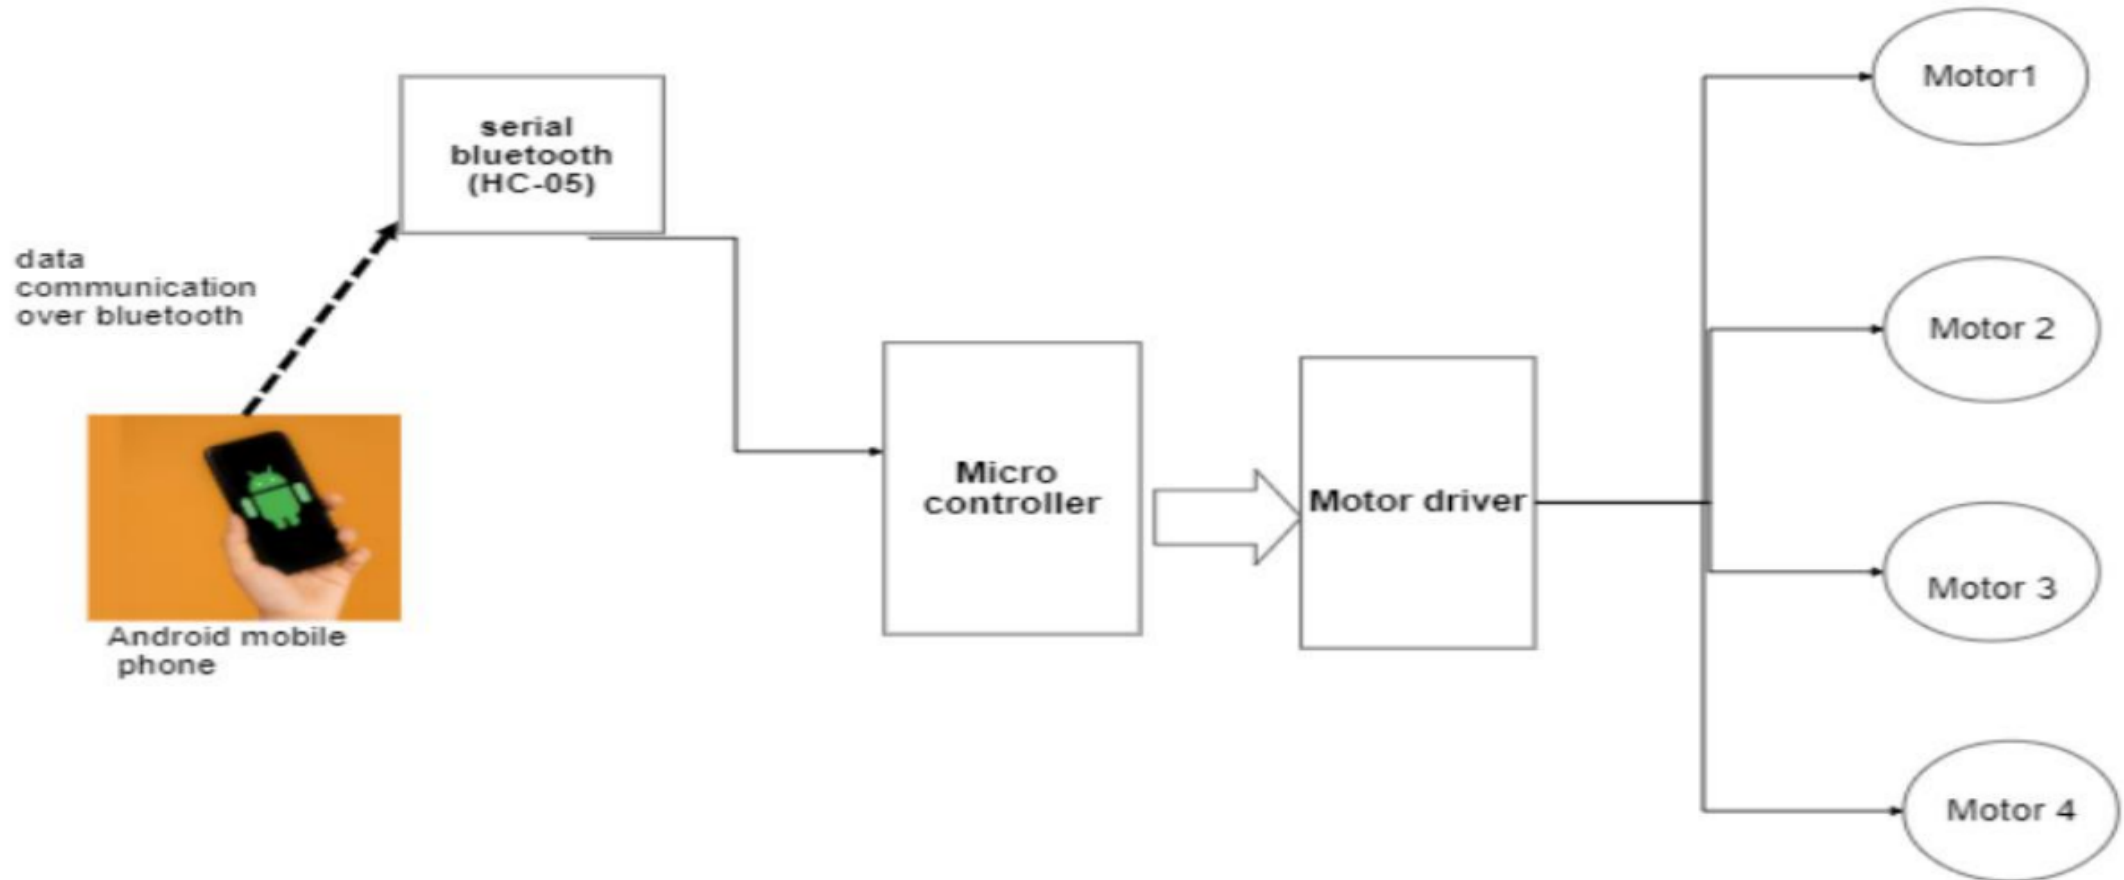 serial
bluetooth
(HC-05)
data
communication
over bluetooth
Android mobile
phone
Micro
controller
Motor driver
Motor1
Motor 2
Motor 3
Motor 4